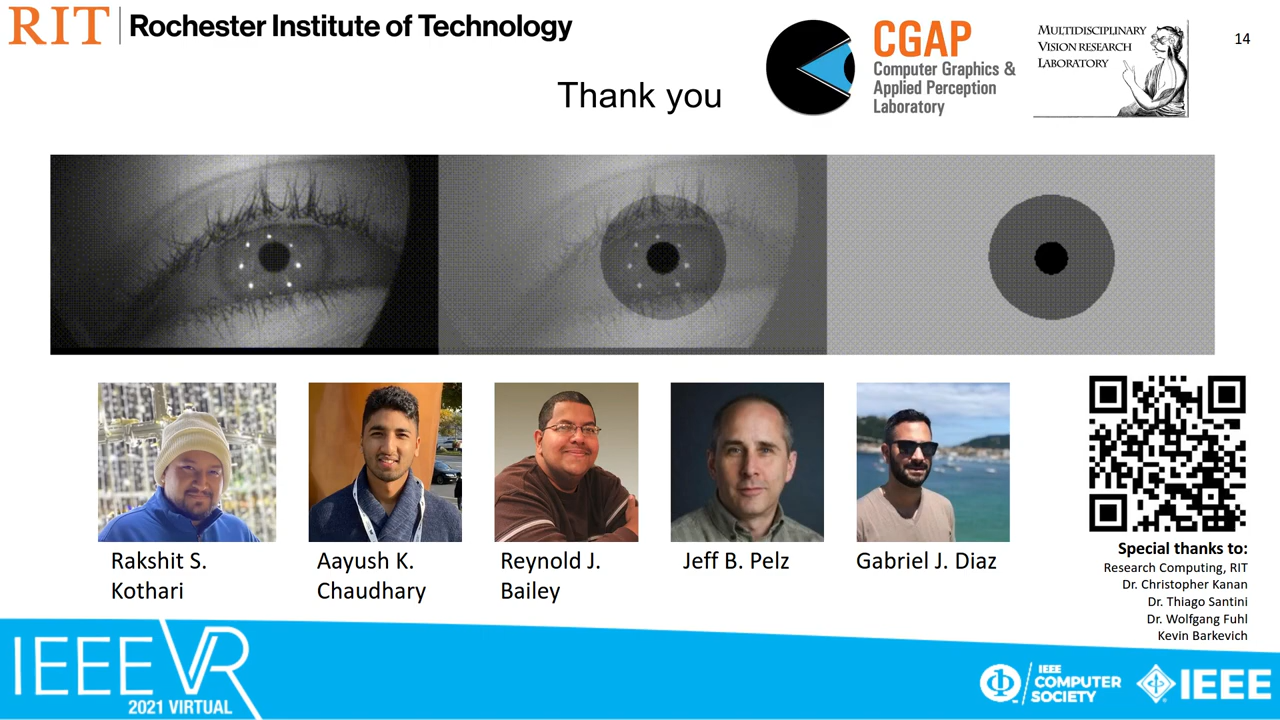 RIT | Rochester Institute of Technology
CGAP
Computer Graphics &
Applied Perception
Laboratory
MULTIDISCIPLINARY
VISION RESEARCH
LABORATORY
14
Thank you
Rakshit S.
Kothari
Aayush K.
Chaudhary
Reynold J.
Bailey
Jeff B. Pelz
Gabriel J. Diaz
Special thanks to:
Research Computing, RIT
Dr. Christopher Kanan
Dr. Thiago Santini
Dr. Wolfgang Fuhl
Kevin Barkevich
IEEE VR
2021 VIRTUAL
IEEE
COMPUTER
SOCIETY
IEEE